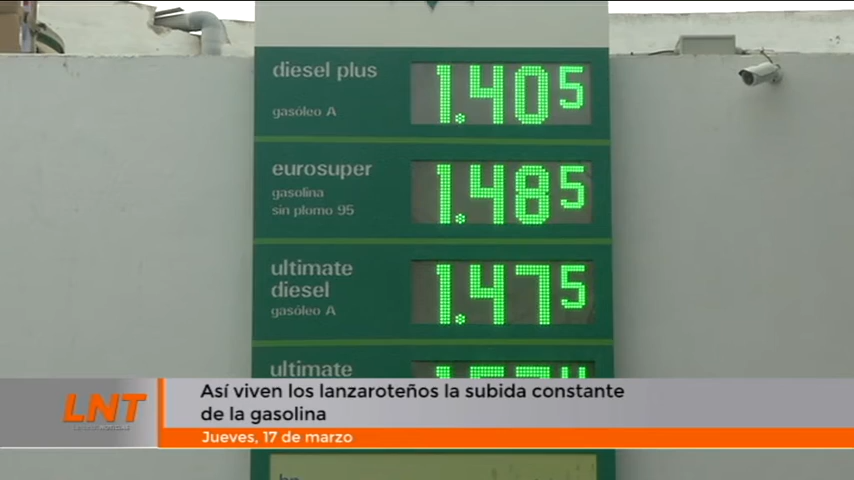 diesel plus
gasóleo A
1.405
eurosuper
gasolina
sin plomo 95
1.485
ultimate
diesel
gasóleo A
1.475
ultimate
LNT
NOTICIAS
Así viven los lanzaroteños la subida constante
de la gasolina
Jueves, 17 de marzo